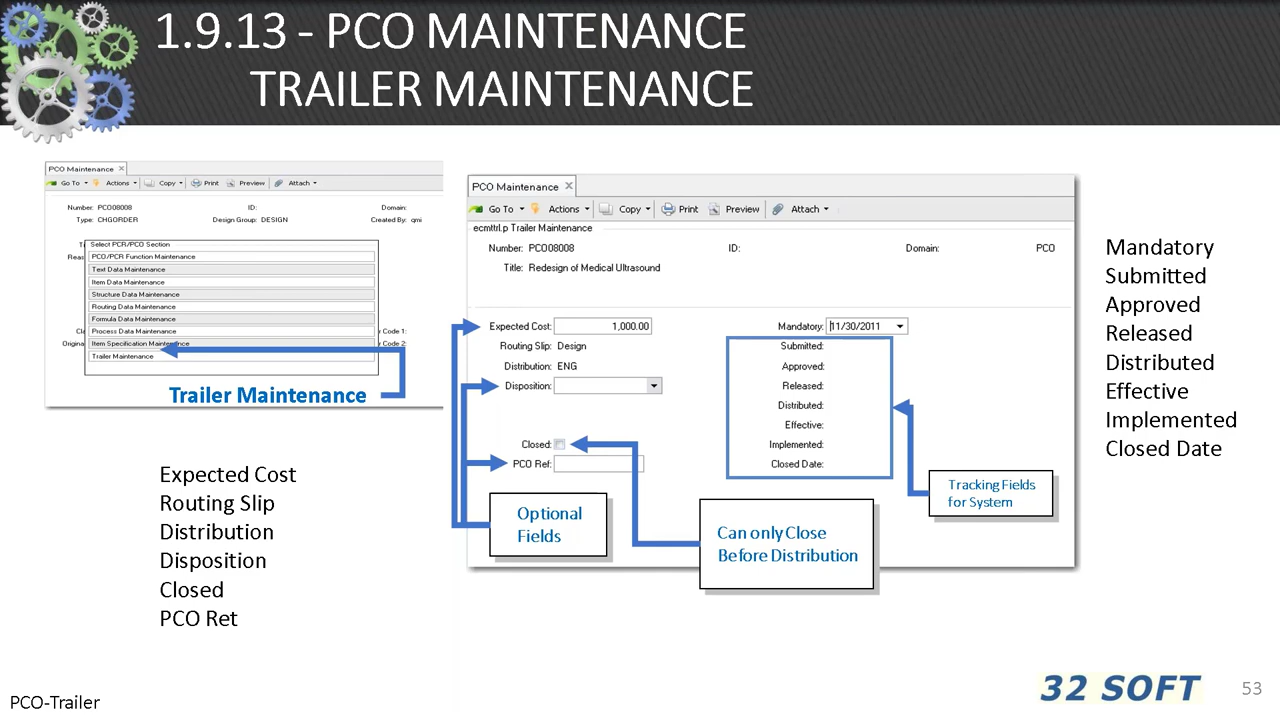 1.9.13 - PCO MAINTENANCE
TRAILER MAINTENANCE
PCO Maintenance
Go To Actions Copy Print Preview Attach
Number: PCO08008 ID: Domain:
Type: CHGORDER Design Group: DESIGN Created By: qmi
Select PCR/PCO Section
Reas
PCO/PCR Function Maintenance
Text Data Maintenance
Item Data Maintenance
Structure Data Maintenance
Routing Data Maintenance
Formula Data Maintenance
Process Data Maintenance
Code 1:
Item Specification Maintenance
Origina
Code 2:
Trailer Maintenance
Trailer Maintenance
Expected Cost
Routing Slip
Distribution
Disposition
Closed
PCO Ret
PCO Maintenance
Go To Actions Copy Print Preview Attach
ecmttrl.p Trailer Maintenance
Number: PCO08008 ID: Domain: PCO
Title: Redesign of Medical Ultrasound
Expected Cost: 1,000.00 Mandatory: 11/30/2011
Routing Slip: Design Submitted:
Distribution: ENG Approved:
Disposition: Released:
Distributed:
Effective:
Closed: Implemented:
PCO Ref: Closed Date:
Optional
Fields
Can only Close
Before Distribution
Tracking Fields
for System
Mandatory
Submitted
Approved
Released
Distributed
Effective
Implemented
Closed Date
PCO-Trailer
32 SOFT
53